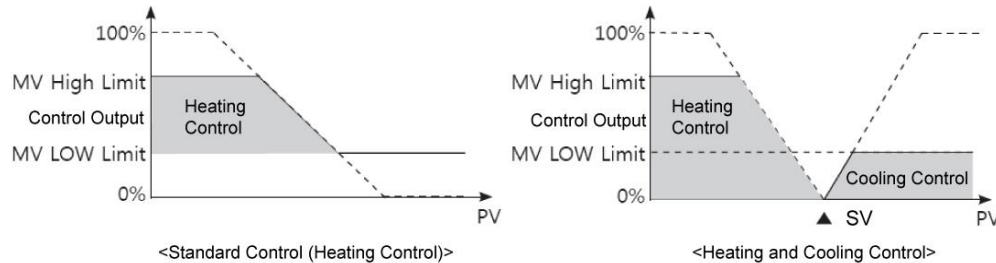 100%
MV High Limit
Control Output
MV LOW Limit
0%
Heating
Control
PV
<Standard Control (Heating Control)>
100%
MV High Limit
Control Output
MV LOW Limit
0%
Heating
Control
Cooling Control
▲ SV
PV
<Heating and Cooling Control>